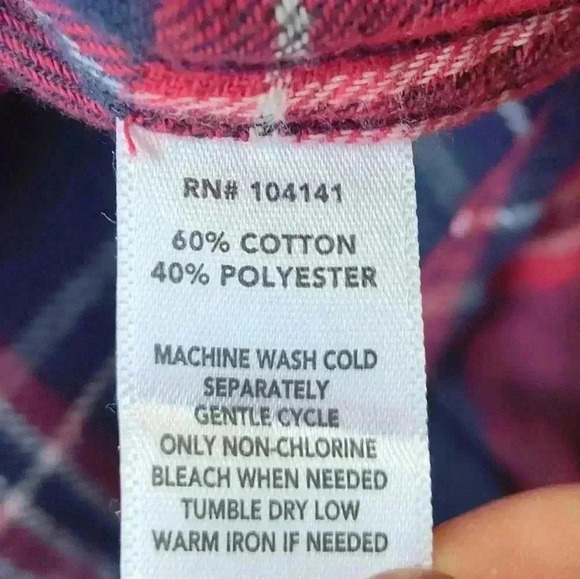 RN# 104141
60% COTTON
40% POLYESTER
MACHINE WASH COLD
SEPARATELY
GENTLE CYCLE
ONLY NON-CHLORINE
BLEACH WHEN NEEDED
TUMBLE DRY LOW
WARM IRON IF NEEDED